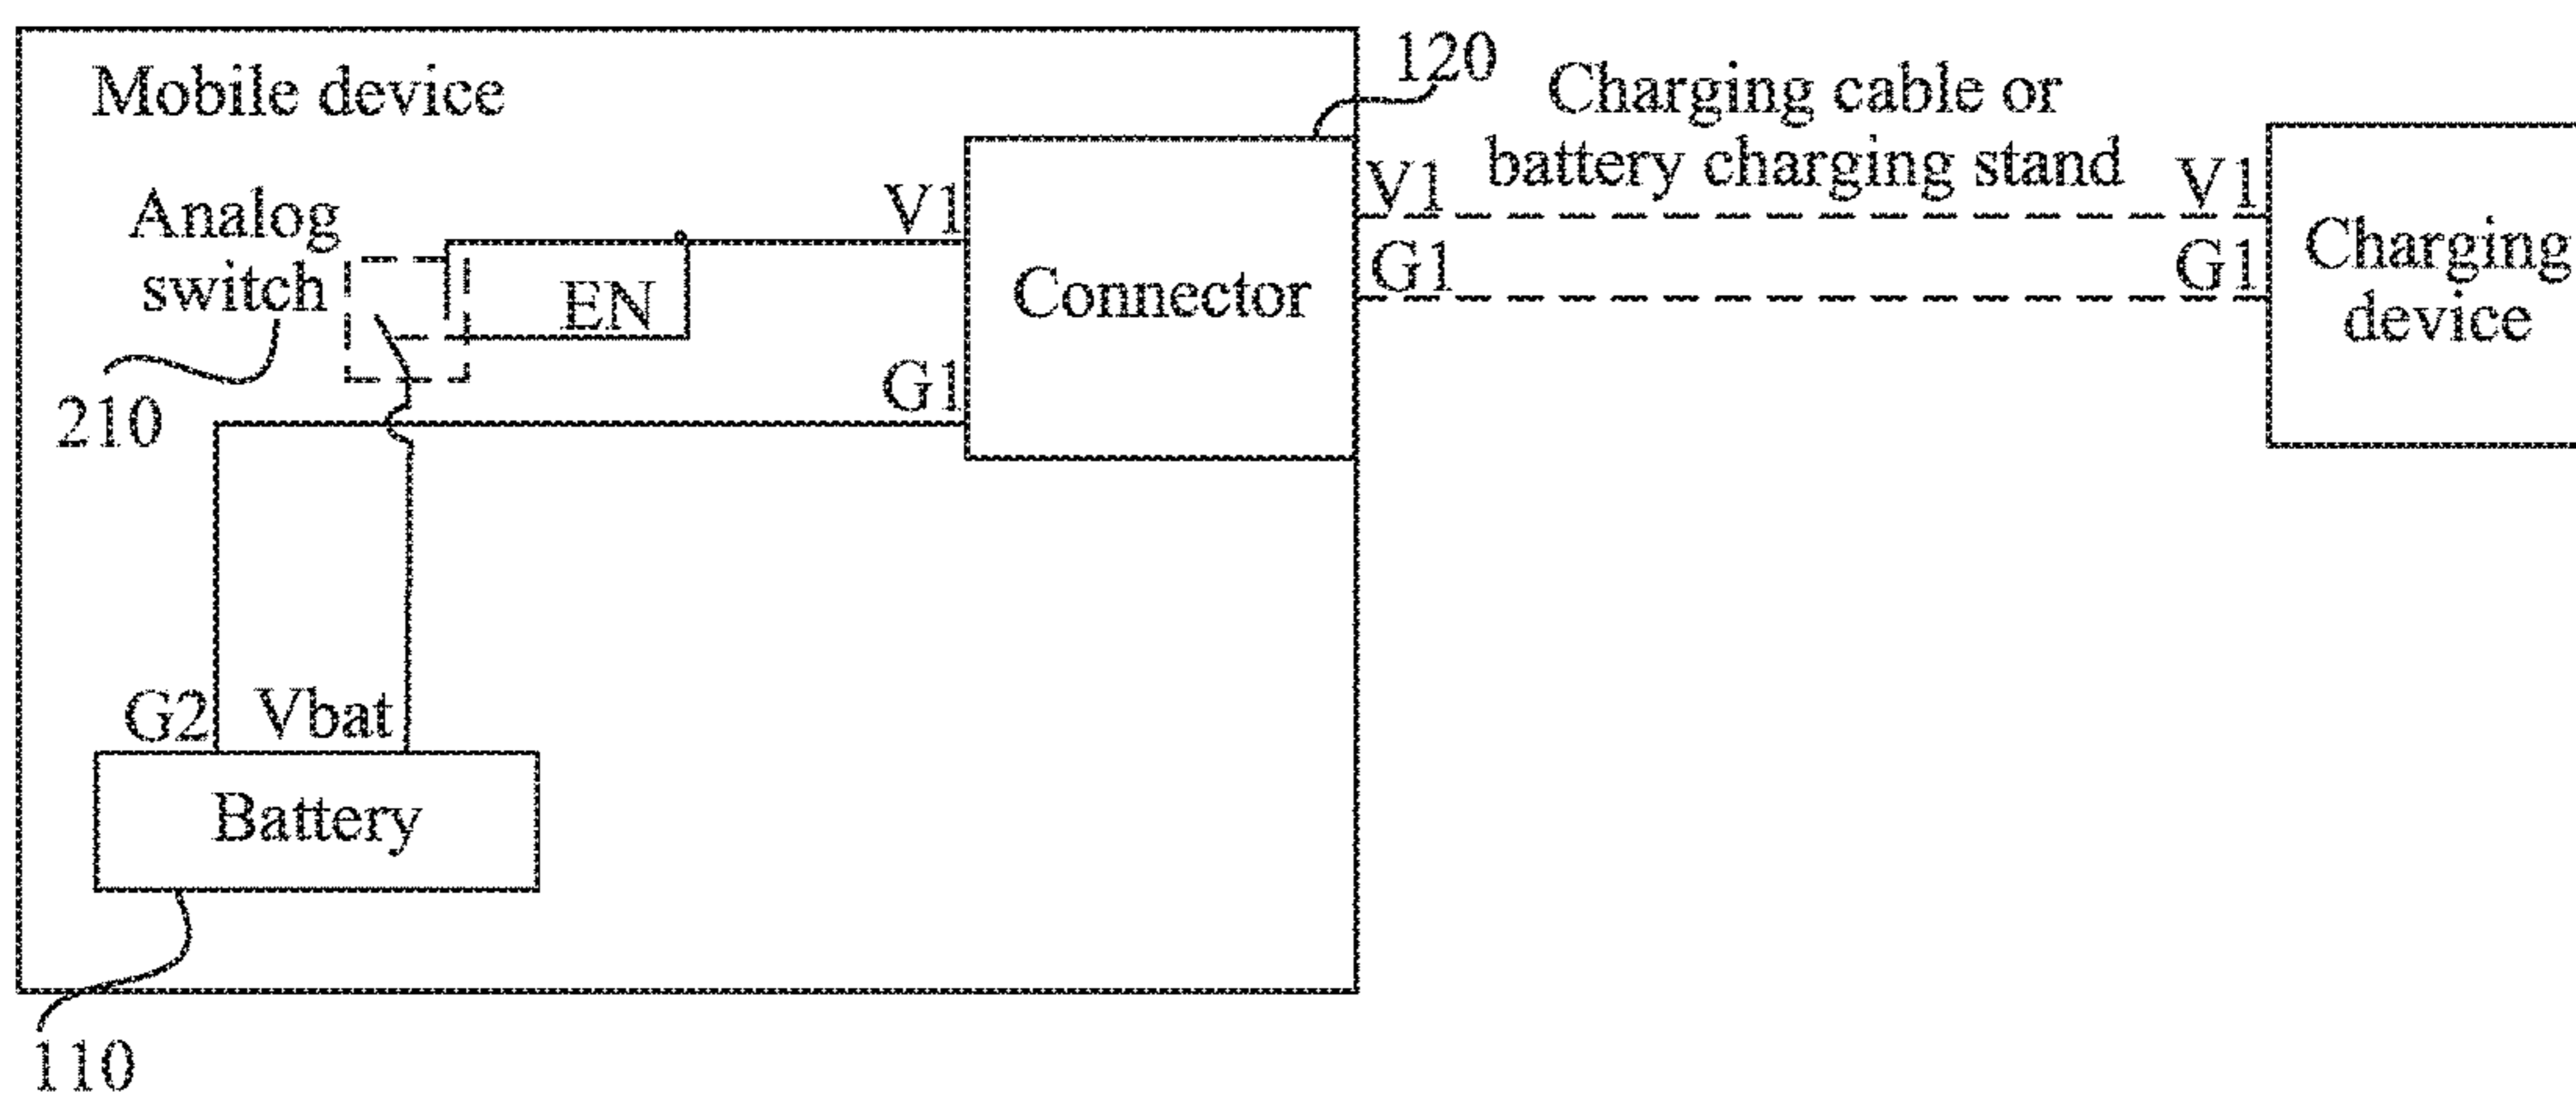 Mobile device
120
Charging cable or
battery charging stand
Analog
switch
210
EN
V1
G1
Connector
V1
G1
V1
G1
Charging
device
G2
Vbat
Battery
110